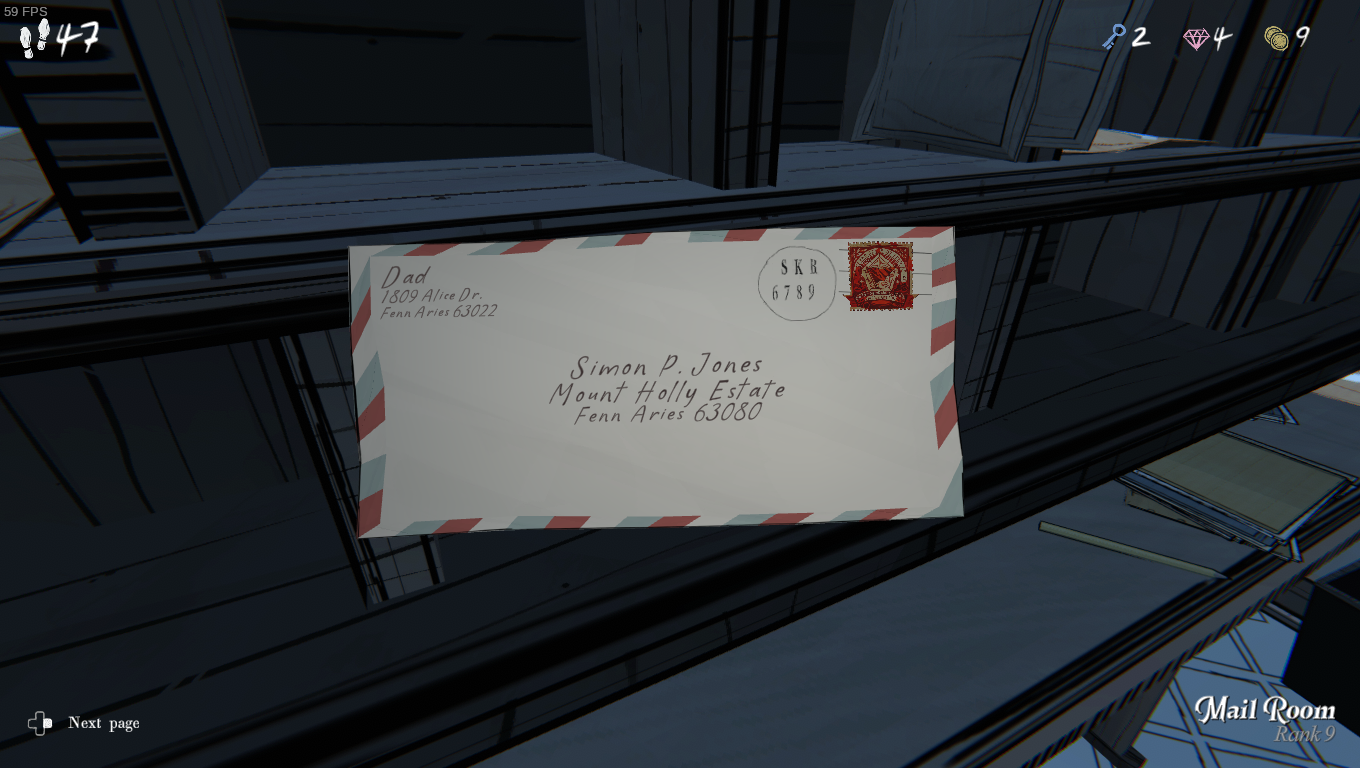 59 FPS
47
2
4
9
Dad
1809 Alice Dr.
Fenn Aries 63022
SKR
6789
Simon P. Jones
Mount Holly Estate
Fenn Aries 63080
Next page
Mail Room
Rank 9